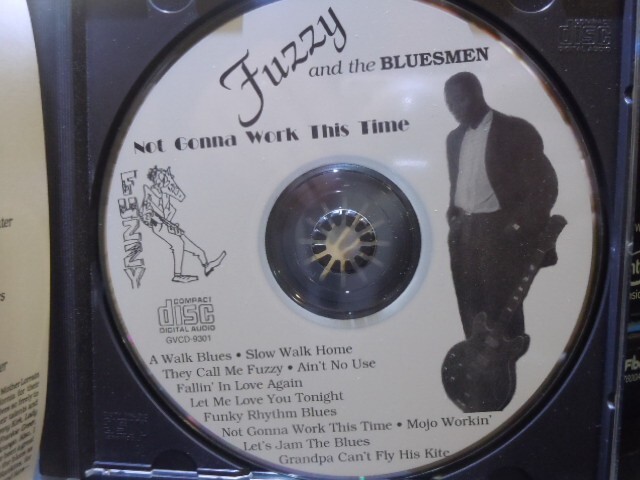 Fuzzy
and the BLUESMEN
Not Gonna Work This Time
FUZZY
COMPACT
disc
DIGITAL AUDIO
GVCD-9301
A Walk Blues • Slow Walk Home
They Call Me Fuzzy • Ain't No Use
Fallin' In Love Again
Let Me Love You Tonight
Funky Rhythm Blues
Not Gonna Work This Time • Mojo Workin'
Let's Jam The Blues
Grandpa Can't Fly His Kite